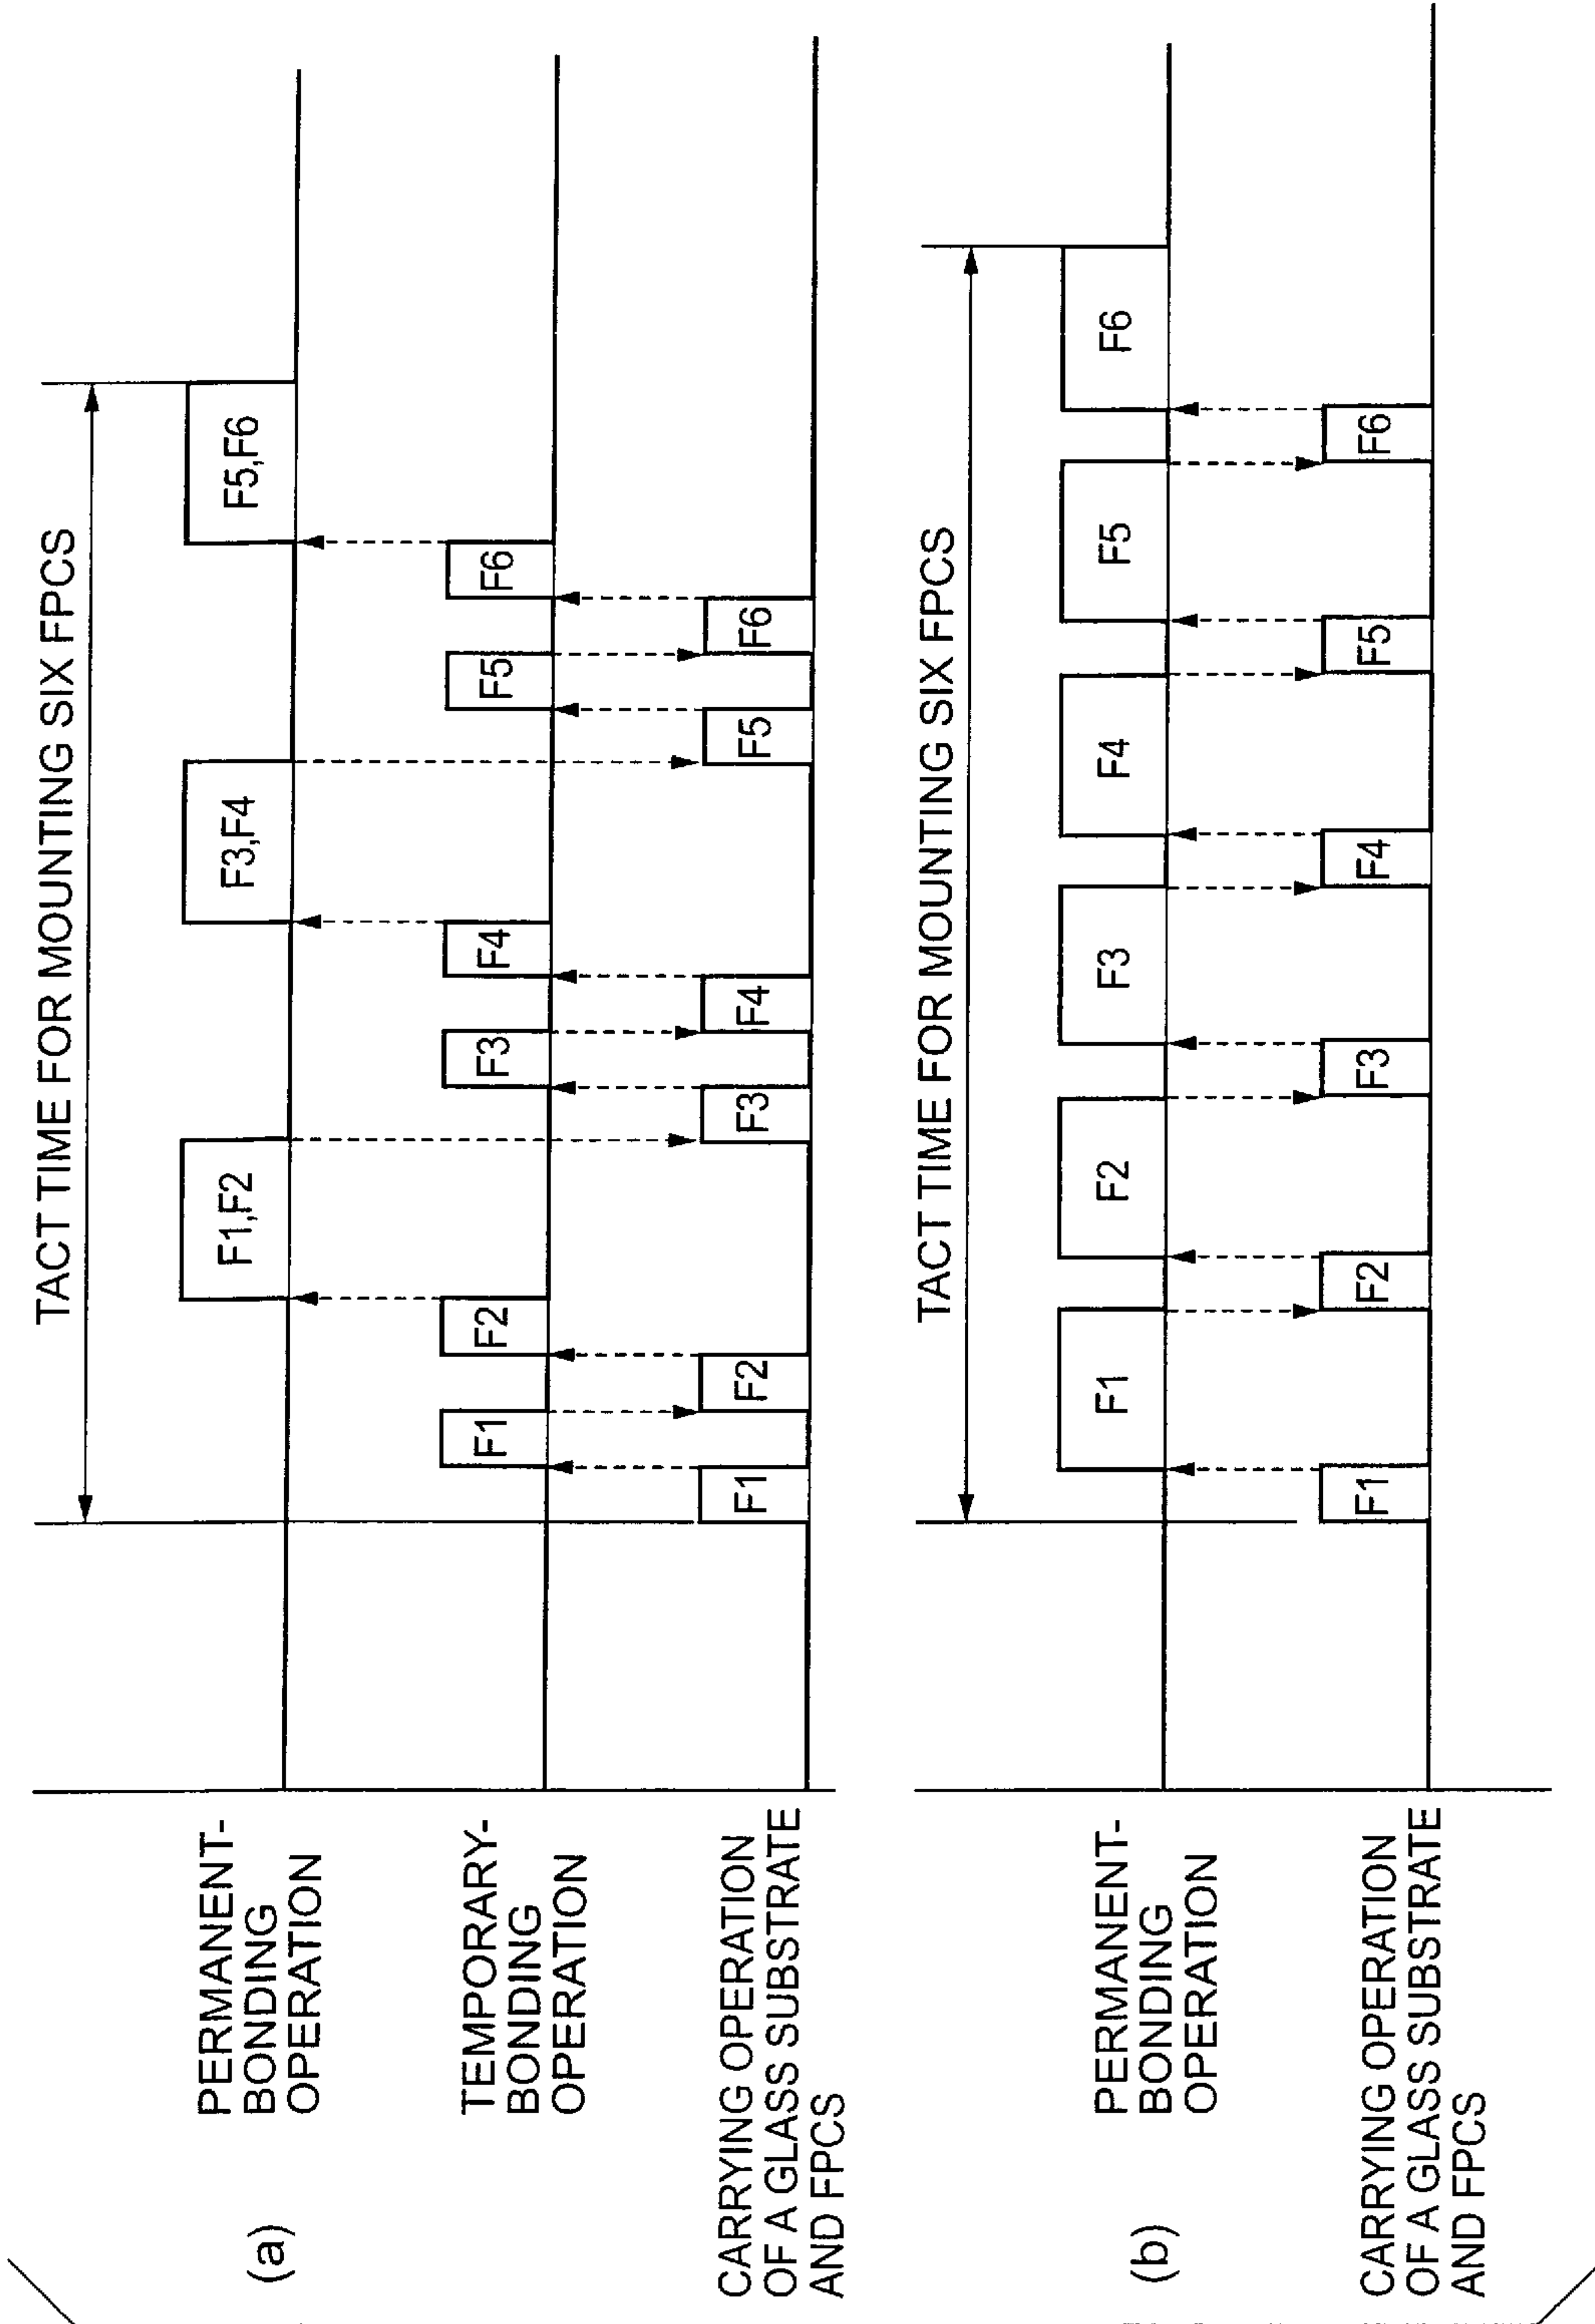 (a)
TACT TIME FOR MOUNTING SIX FPCS
PERMANENT-
BONDING
OPERATION
F1,F2
F3,F4
F5,F6
TEMPORARY-
BONDING
OPERATION
F1
F2
F3
F4
F5
F6
CARRYING OPERATION
OF A GLASS SUBSTRATE
AND FPCS
F1
F2
F3
F4
F5
F6
(b)
TACT TIME FOR MOUNTING SIX FPCS
PERMANENT-
BONDING
OPERATION
F1
F2
F3
F4
F5
F6
CARRYING OPERATION
OF A GLASS SUBSTRATE
AND FPCS
F1
F2
F3
F4
F5
F6